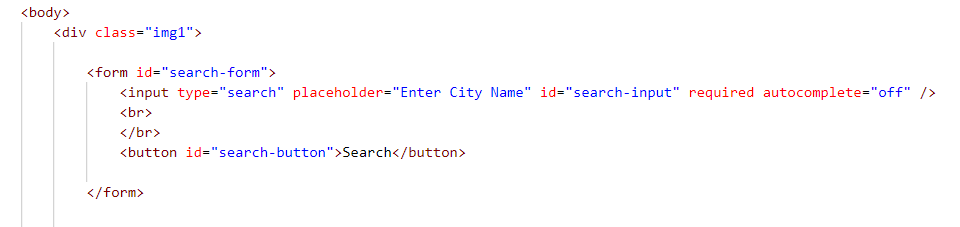 <body>
<div class="img1">
<form id="search-form">
<input type="search" placeholder="Enter City Name" id="search-input" required autocomplete="off" />
<br>
</br>
<button id="search-button">Search</button>
</form>